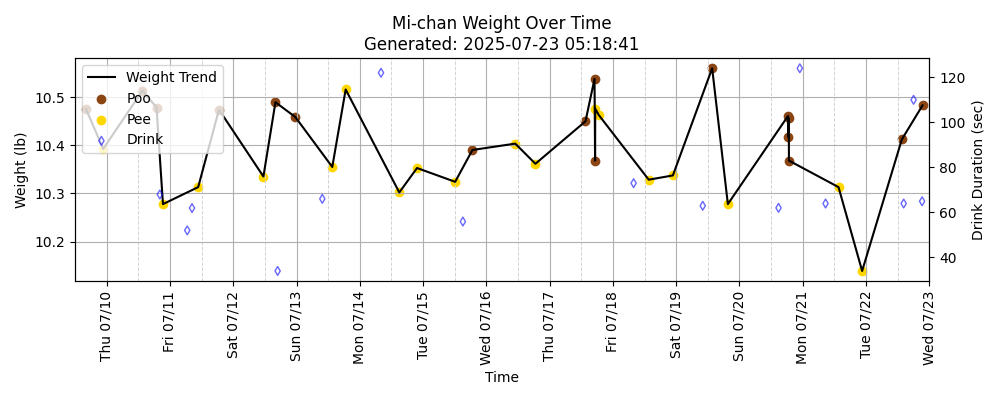 Mi-chan Weight Over Time
Generated: 2025-07-23 05:18:41
Weight Trend
Poo
Pee
Drink
Weight (lb)
10.5
10.4
10.3
10.2
Drink Duration (sec)
120
100
80
60
40
Thu 07/10
Fri 07/11
Sat 07/12
Sun 07/13
Mon 07/14
Tue 07/15
Wed 07/16
Thu 07/17
Fri 07/18
Sat 07/19
Sun 07/20
Mon 07/21
Tue 07/22
Wed 07/23
Time